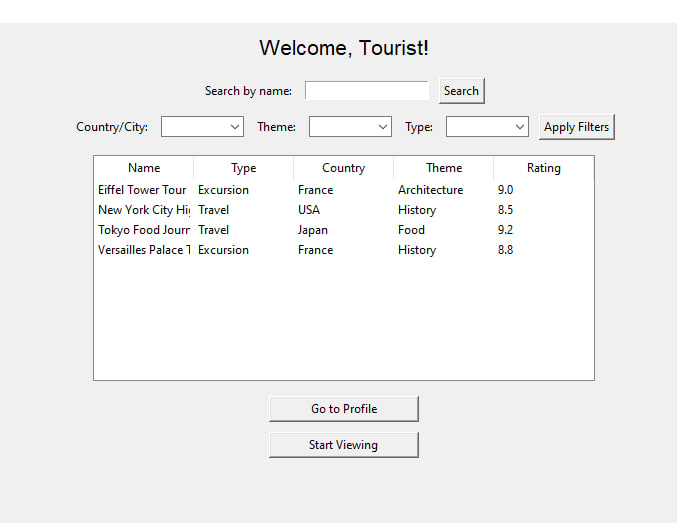 Welcome, Tourist!
Search by name: Search
Country/City: Theme: Type: Apply Filters
Name Type Country Theme Rating
Eiffel Tower Tour Excursion France Architecture 9.0
New York City Hi Travel USA History 8.5
Tokyo Food Journ Travel Japan Food 9.2
Versailles Palace T Excursion France History 8.8
Go to Profile
Start Viewing